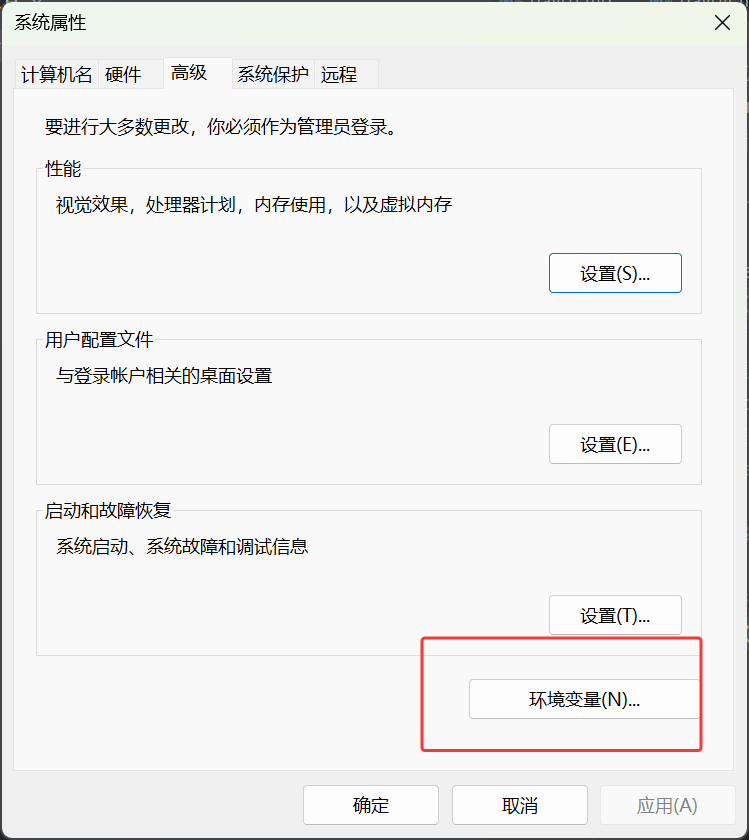 系统属性
计算机名 硬件 高级 系统保护 远程
要进行大多数更改，你必须作为管理员登录。
性能
视觉效果，处理器计划，内存使用，以及虚拟内存
设置(S)...
用户配置文件
与登录帐户相关的桌面设置
设置(E)...
启动和故障恢复
系统启动、系统故障和调试信息
设置(T)...
环境变量(N)...
确定 取消 应用(A)